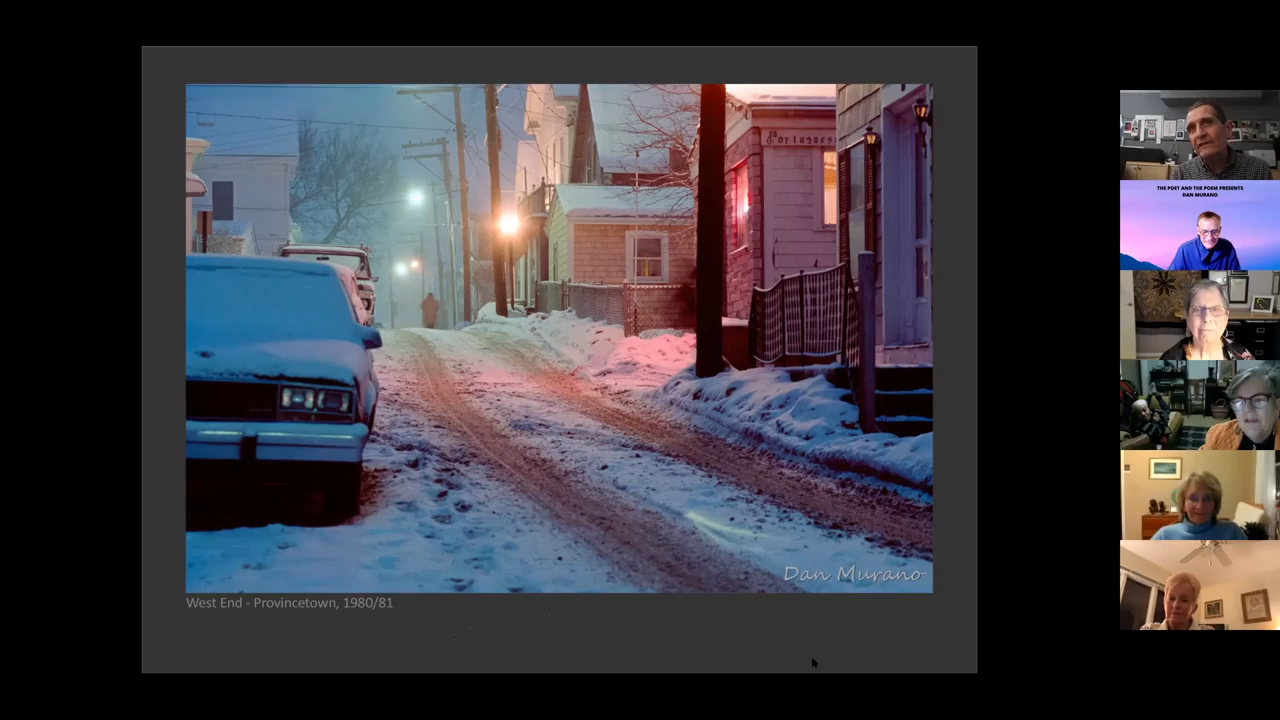 Portuguese
Dan Murano
West End - Provincetown, 1980/81
THE POET AND THE POEM PRESENTS
DAN MURANO